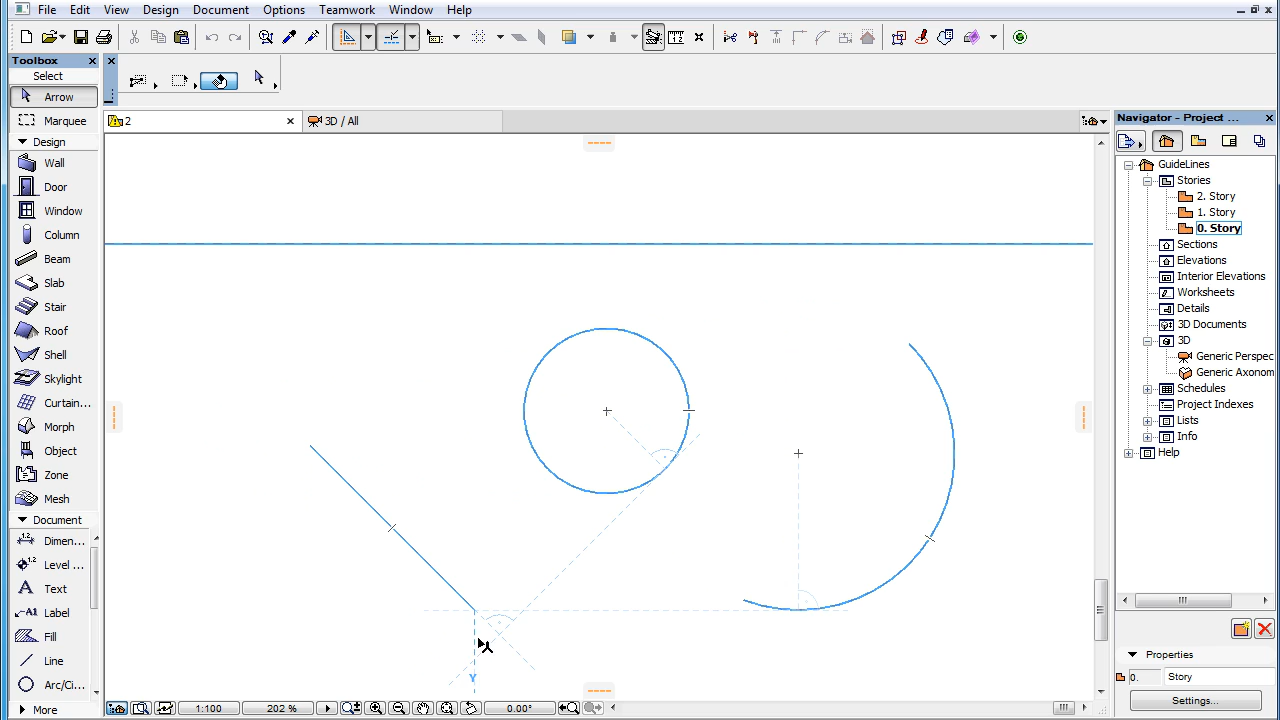 File Edit View Design Document Options Teamwork Window Help
Toolbox
Select
Arrow
Marquee
Design
Wall
Door
Window
Column
Beam
Slab
Stair
Roof
Shell
Skylight
Curtain...
Morph
Object
Zone
Mesh
Document
Dimen...
Level ...
Text
Label
Fill
Line
Arc/Ci...
More
2
3D / All
Y
1:100
202 %
0.00°
Navigator - Project ...
GuideLines
Stories
2. Story
1. Story
0. Story
Sections
Elevations
Interior Elevations
Worksheets
Details
3D Documents
3D
Generic Perspec
Generic Axonom
Schedules
Project Indexes
Lists
Info
Help
Properties
0. Story
Settings...